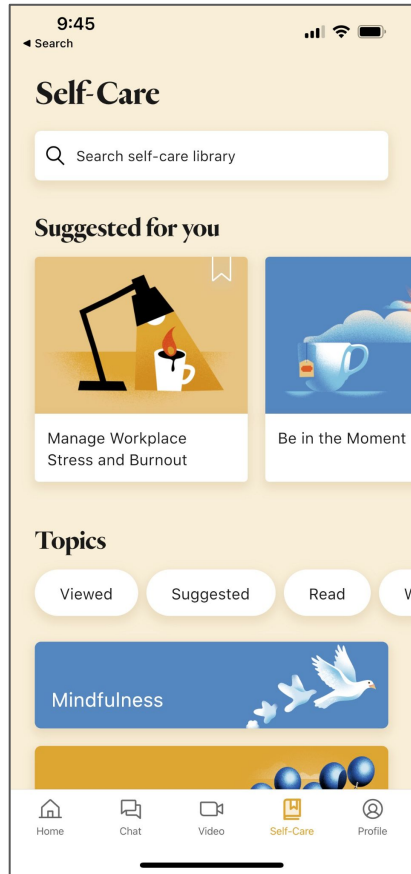 9:45
◀ Search
Self-Care
Search self-care library
Suggested for you
Manage Workplace
Stress and Burnout
Be in the Moment
Topics
Viewed
Suggested
Read
Mindfulness
Home
Chat
Video
Self-Care
Profile